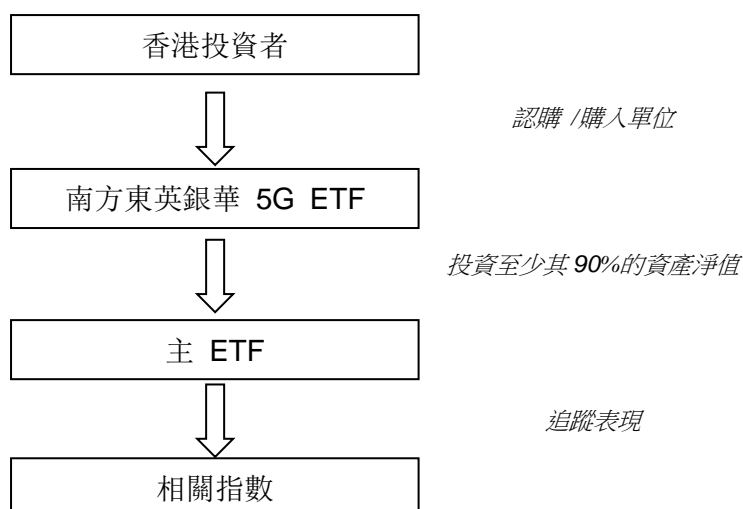 香港投資者
認購 /購入單位
南方東英銀華 5G ETF
投資至少其 90%的資產淨值
主 ETF
追蹤表現
相關指數